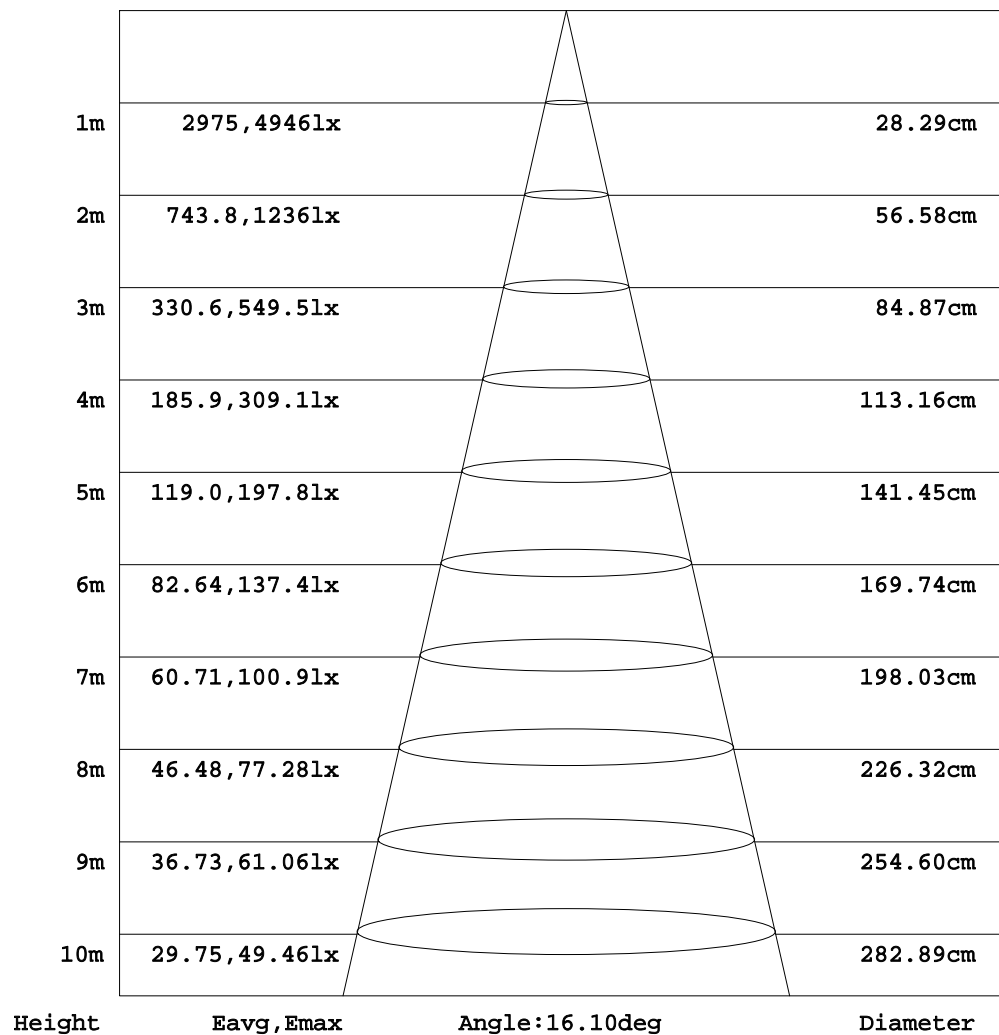 1m 2975,4946lx 28.29cm
2m 743.8,1236lx 56.58cm
3m 330.6,549.5lx 84.87cm
4m 185.9,309.1lx 113.16cm
5m 119.0,197.8lx 141.45cm
6m 82.64,137.4lx 169.74cm
7m 60.71,100.9lx 198.03cm
8m 46.48,77.28lx 226.32cm
9m 36.73,61.06lx 254.60cm
10m 29.75,49.46lx 282.89cm
Height Eavg,Emax Angle:16.10deg Diameter